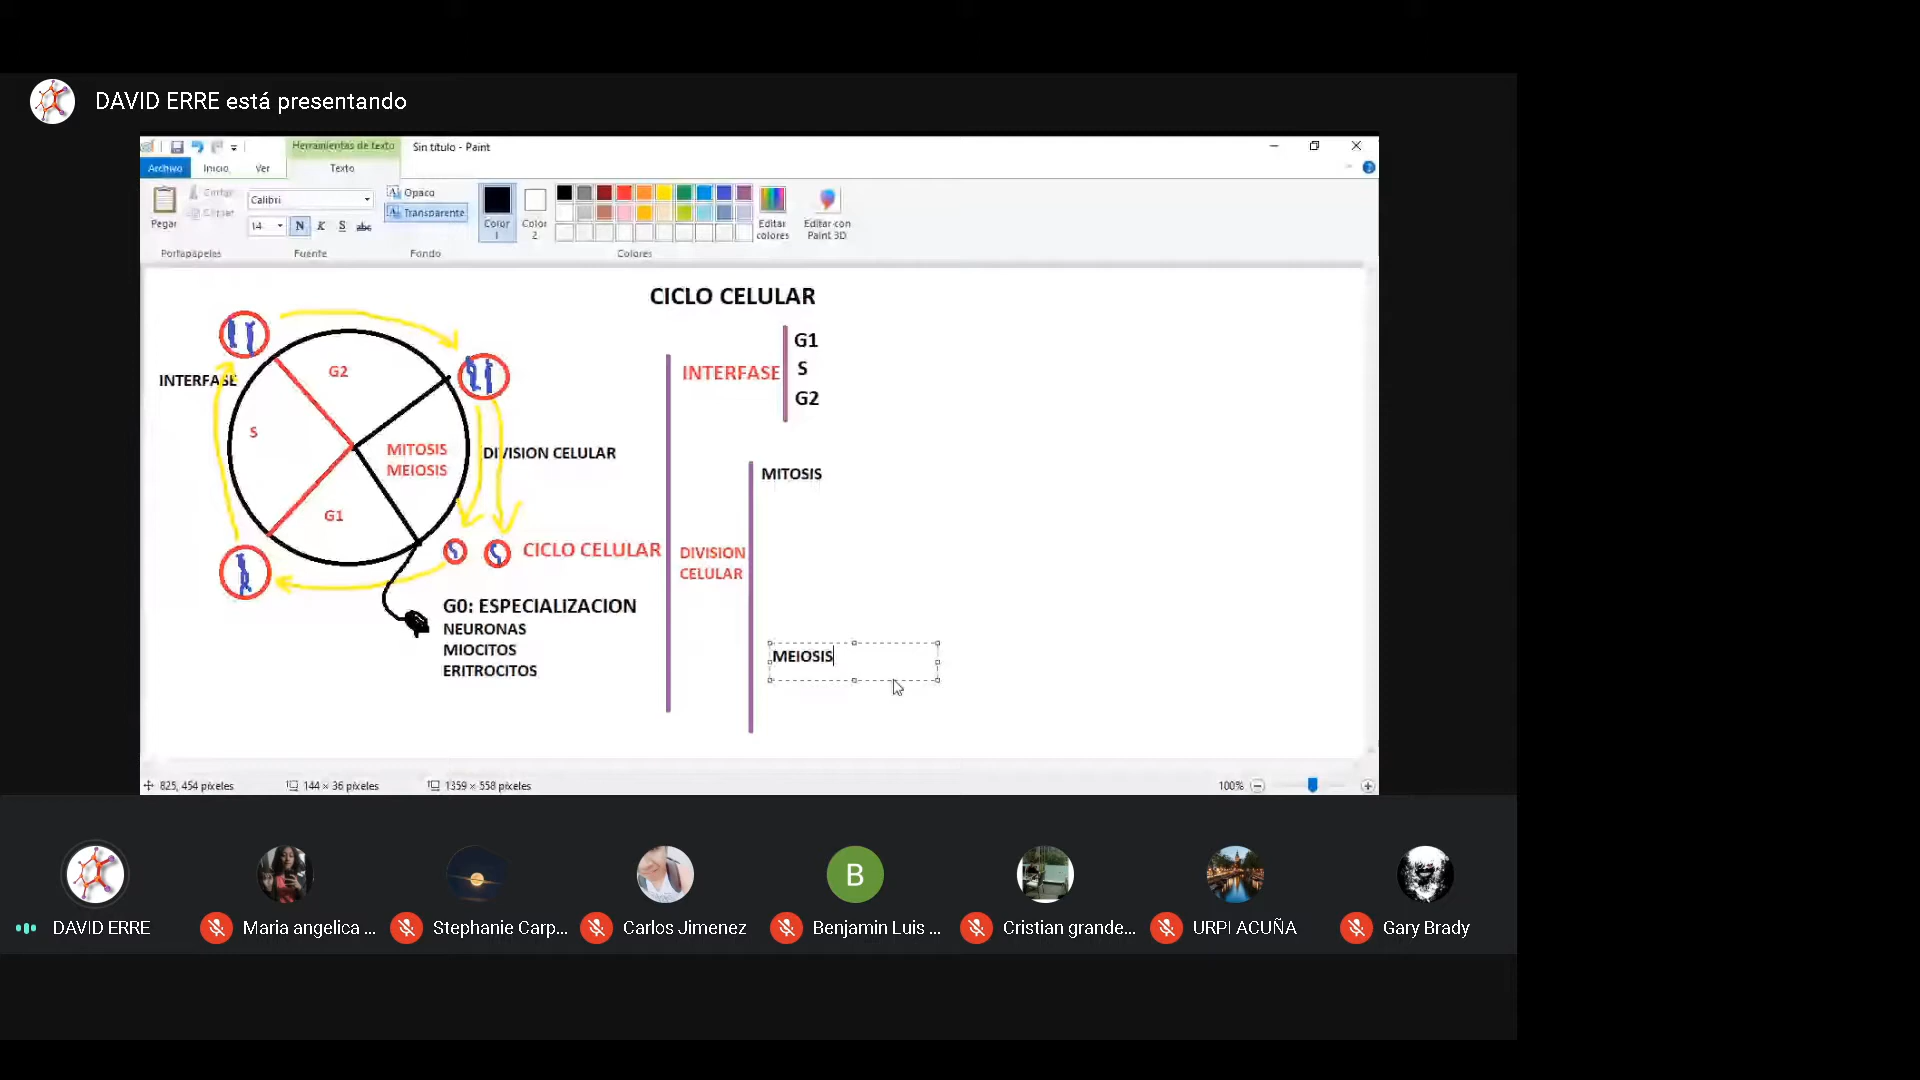 DAVID ERRE está presentando
Herramientas de texto
Sin título - Paint
Archivo
Inicio
Ver
Texto
Pegar
Cortar
Copiar
Portapapeles
Calibri
14
N K S abc
Fuente
Opaco
Transparente
Fondo
Color 1
Color 2
Editar colores
Editar con Paint 3D
Colores
CICLO CELULAR
INTERFASE
G2
S
G1
MITOSIS
MEIOSIS
DIVISION CELULAR
G0: ESPECIALIZACION
NEURONAS
MIOCITOS
ERITROCITOS
CICLO CELULAR
INTERFASE
G1
S
G2
DIVISION
CELULAR
MITOSIS
MEIOSIS
825, 454 píxeles
144 × 36 píxeles
1359 × 558 píxeles
100%
B
DAVID ERRE
Maria angelica ...
Stephanie Carp...
Carlos Jimenez
Benjamin Luis ...
Cristian grande...
URPI ACUÑA
Gary Brady